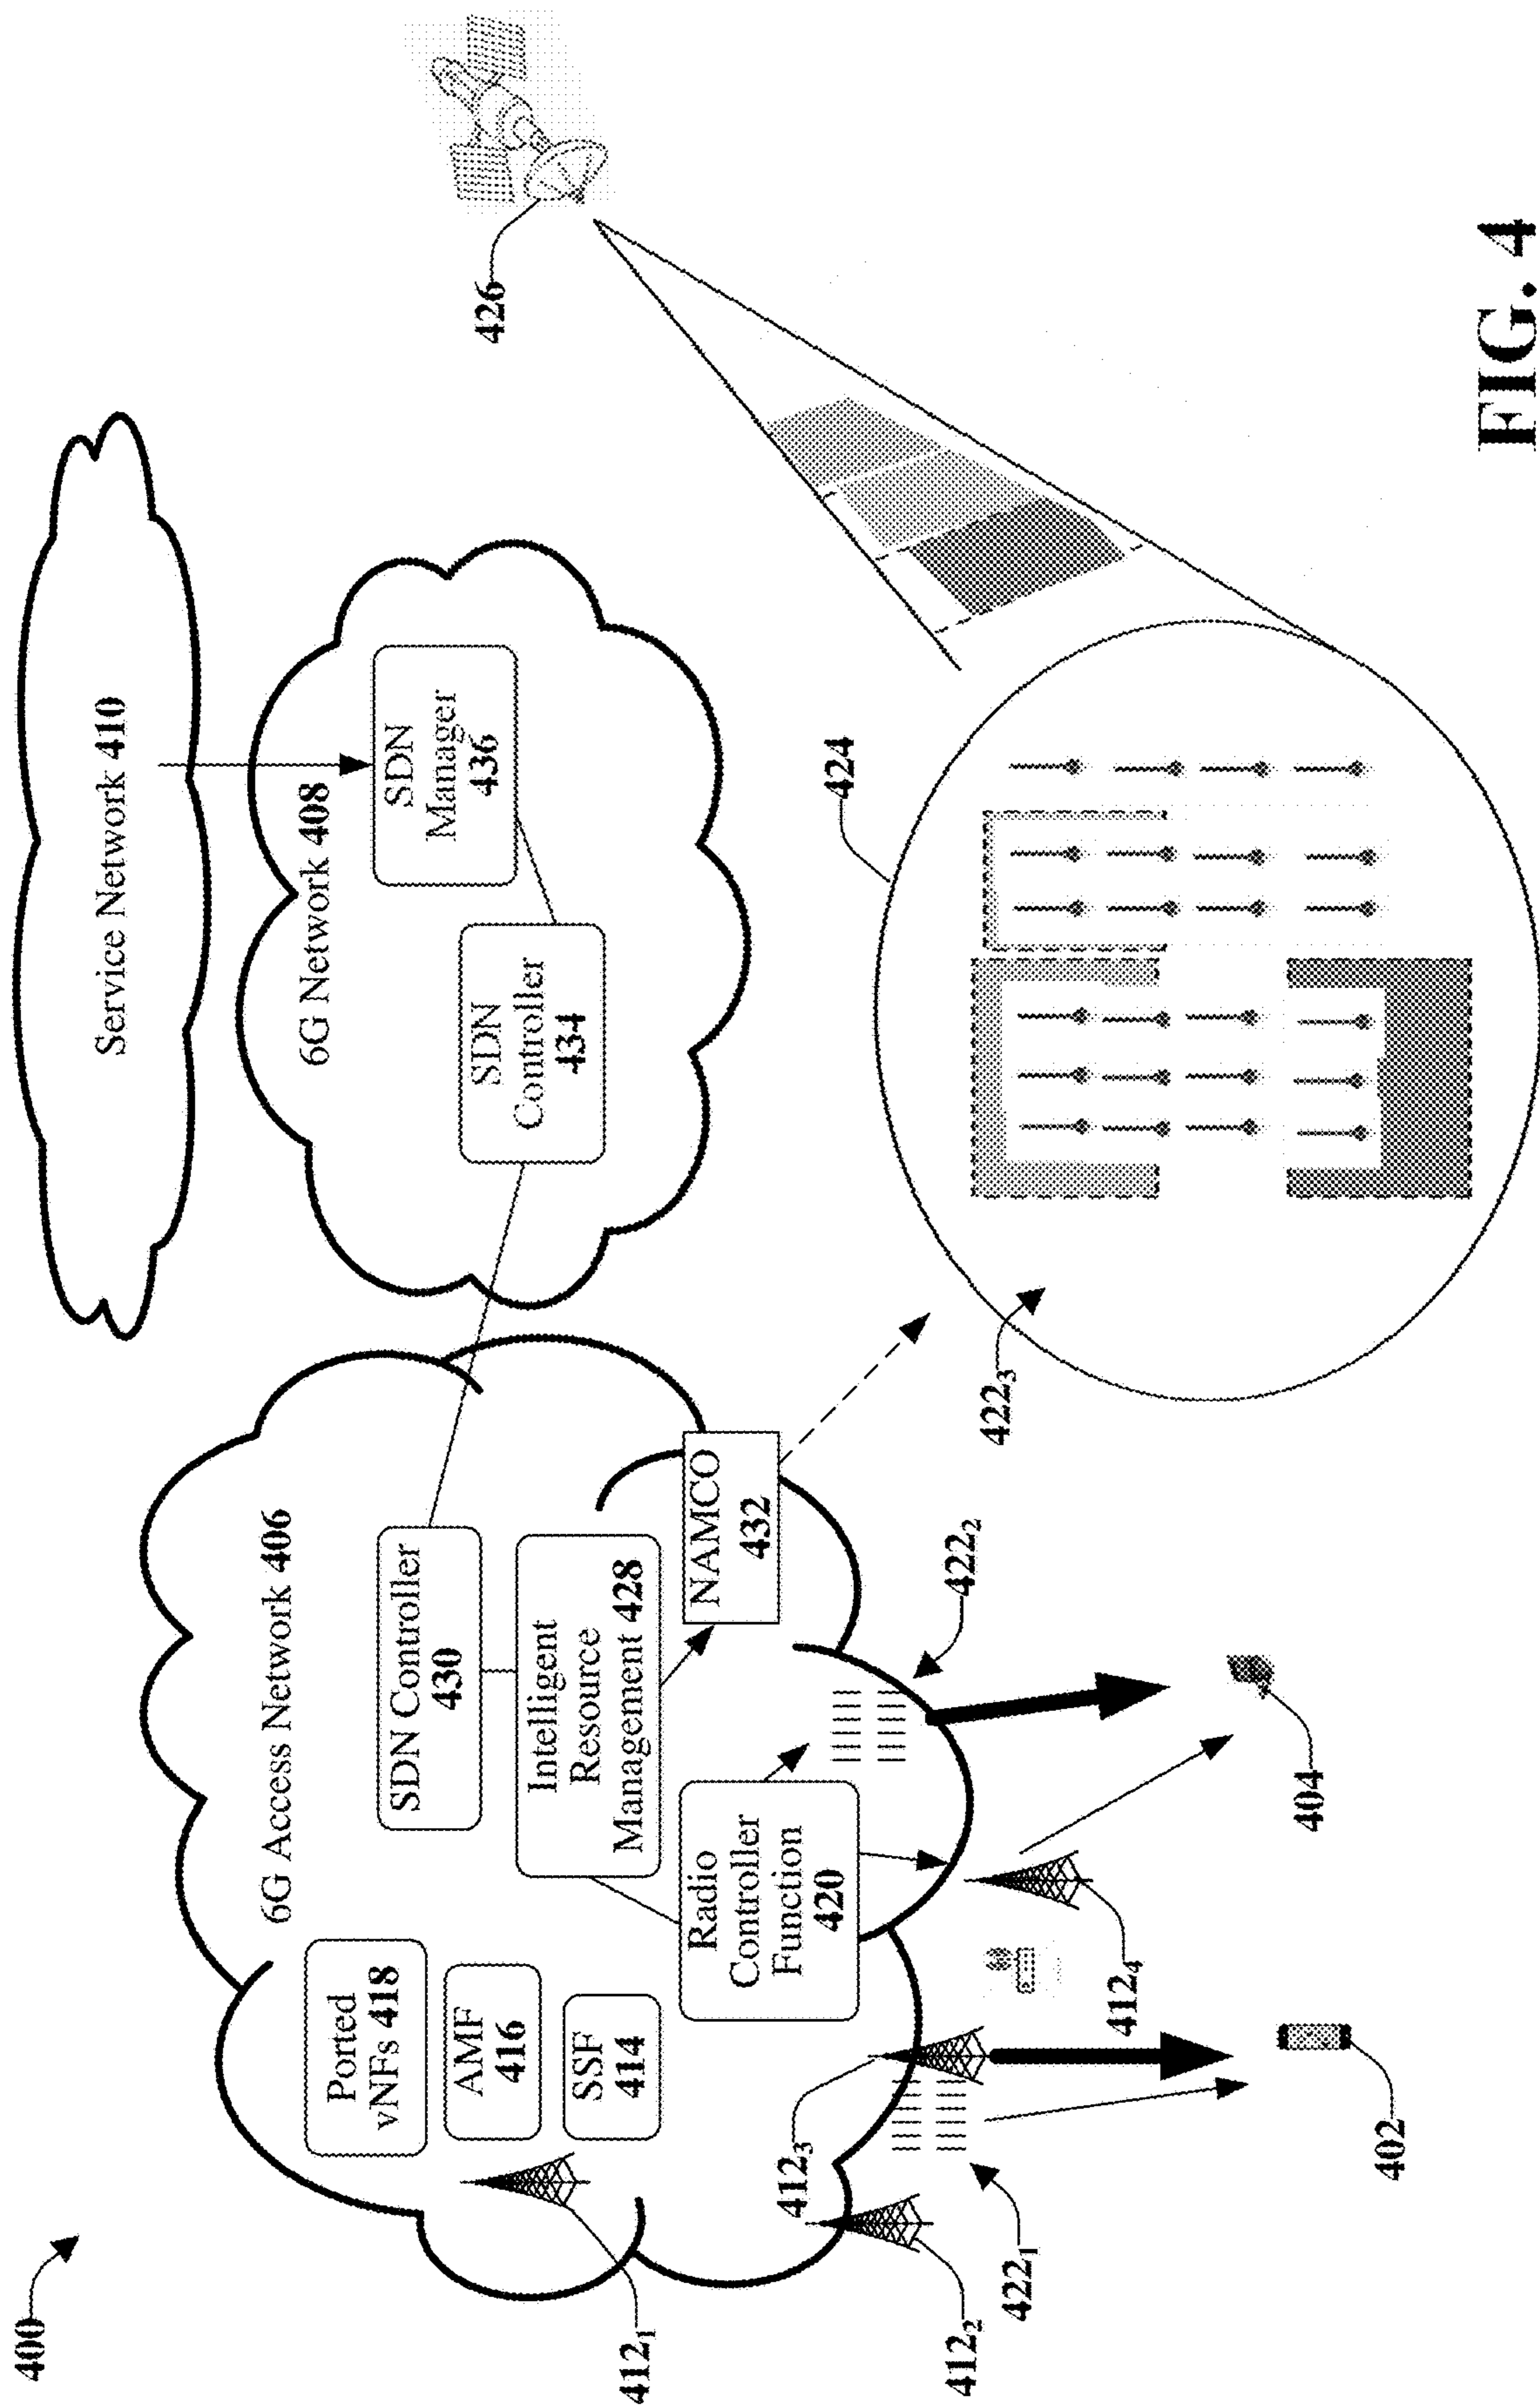 400
Service Network 410
6G Network 408
SDN
Manager
436
SDN
Controller
434
426
6G Access Network 406
SDN Controller
430
Intelligent
Resource
Management 428
NAMCO
432
Ported
vNFs 418
AMF
416
SSF
414
Radio
Controller
Function
420
412₁
412₂
412₃
412₄
422₁
422₂
422₃
424
402
404
FIG. 4